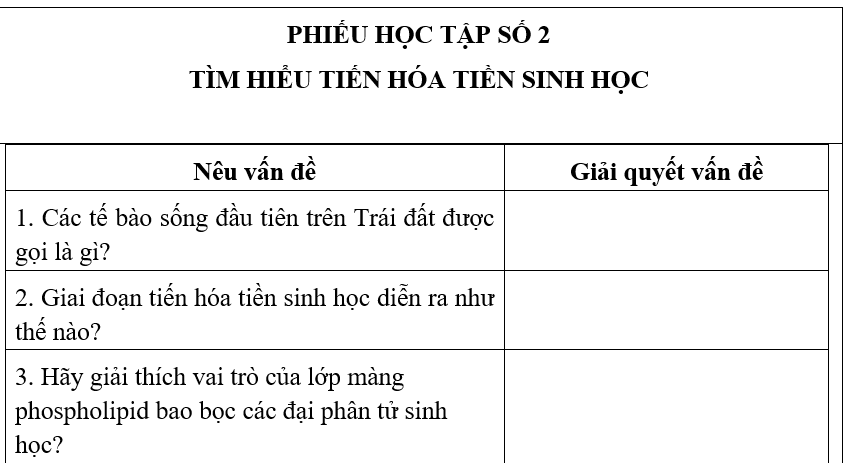 PHIẾU HỌC TẬP SỐ 2
TÌM HIỂU TIẾN HÓA TIỀN SINH HỌC
Nêu vấn đề
Giải quyết vấn đề
1. Các tế bào sống đầu tiên trên Trái đất được
gọi là gì?
2. Giai đoạn tiến hóa tiền sinh học diễn ra như
thế nào?
3. Hãy giải thích vai trò của lớp màng
phospholipid bao bọc các đại phân tử sinh
học?